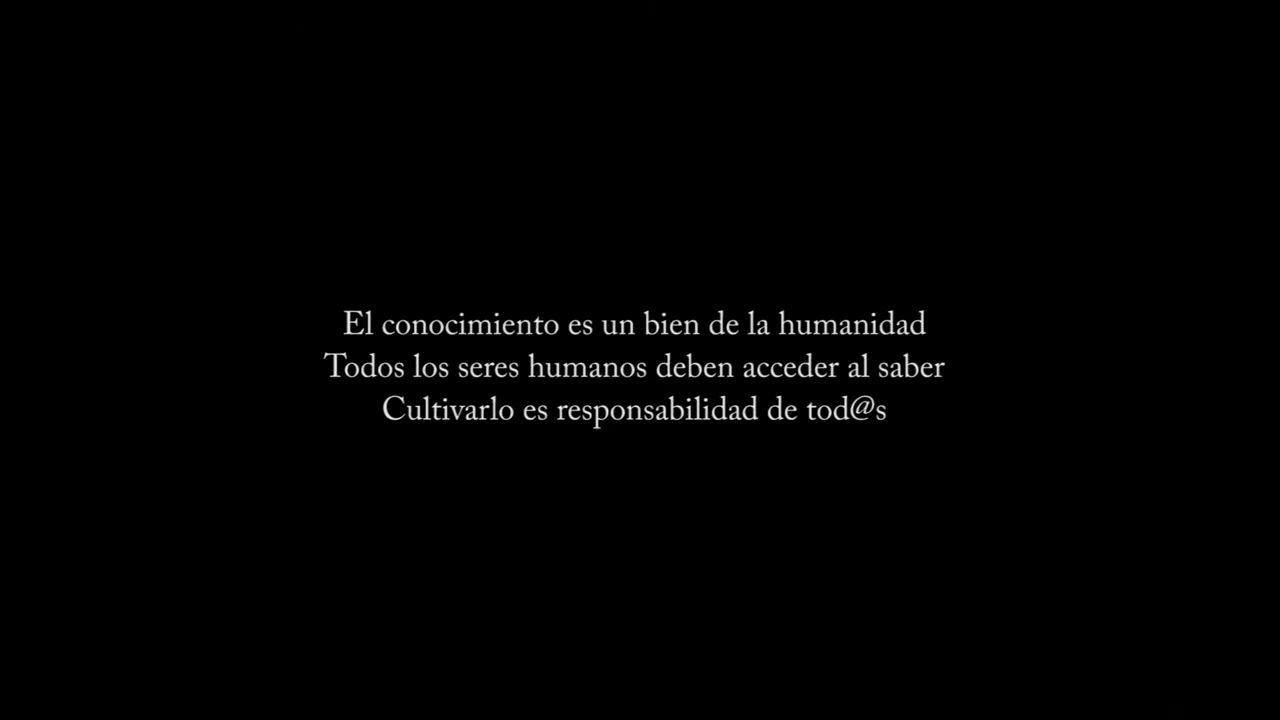 El conocimiento es un bien de la humanidad
Todos los seres humanos deben acceder al saber
Cultivarlo es responsabilidad de tod@s